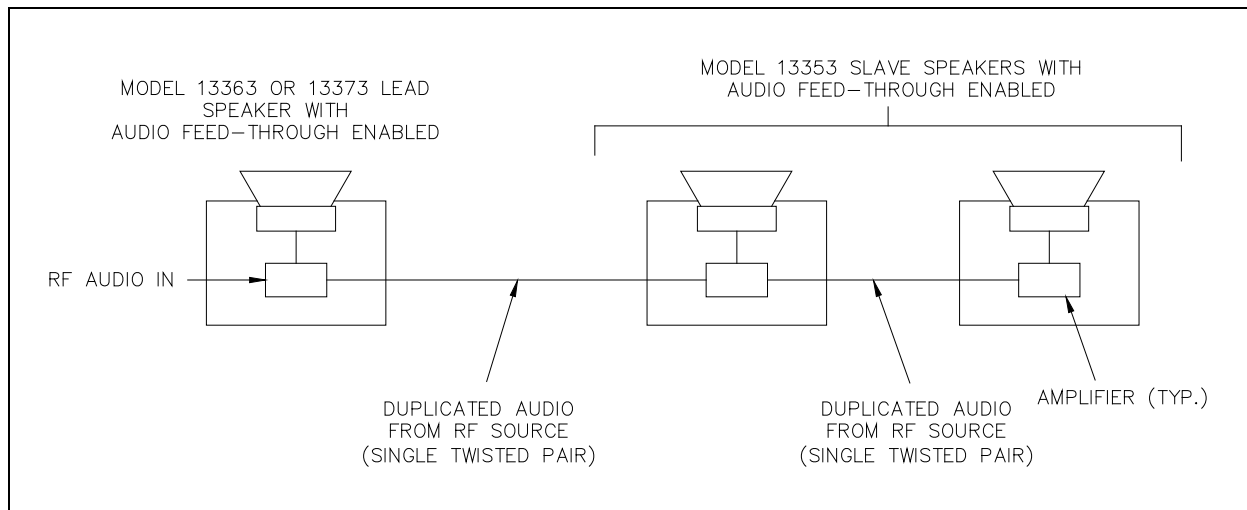 MODEL 13363 OR 13373 LEAD
SPEAKER WITH
AUDIO FEED-THROUGH ENABLED
MODEL 13353 SLAVE SPEAKERS WITH
AUDIO FEED-THROUGH ENABLED
RF AUDIO IN
DUPLICATED AUDIO
FROM RF SOURCE
(SINGLE TWISTED PAIR)
DUPLICATED AUDIO
FROM RF SOURCE
(SINGLE TWISTED PAIR)
AMPLIFIER (TYP.)